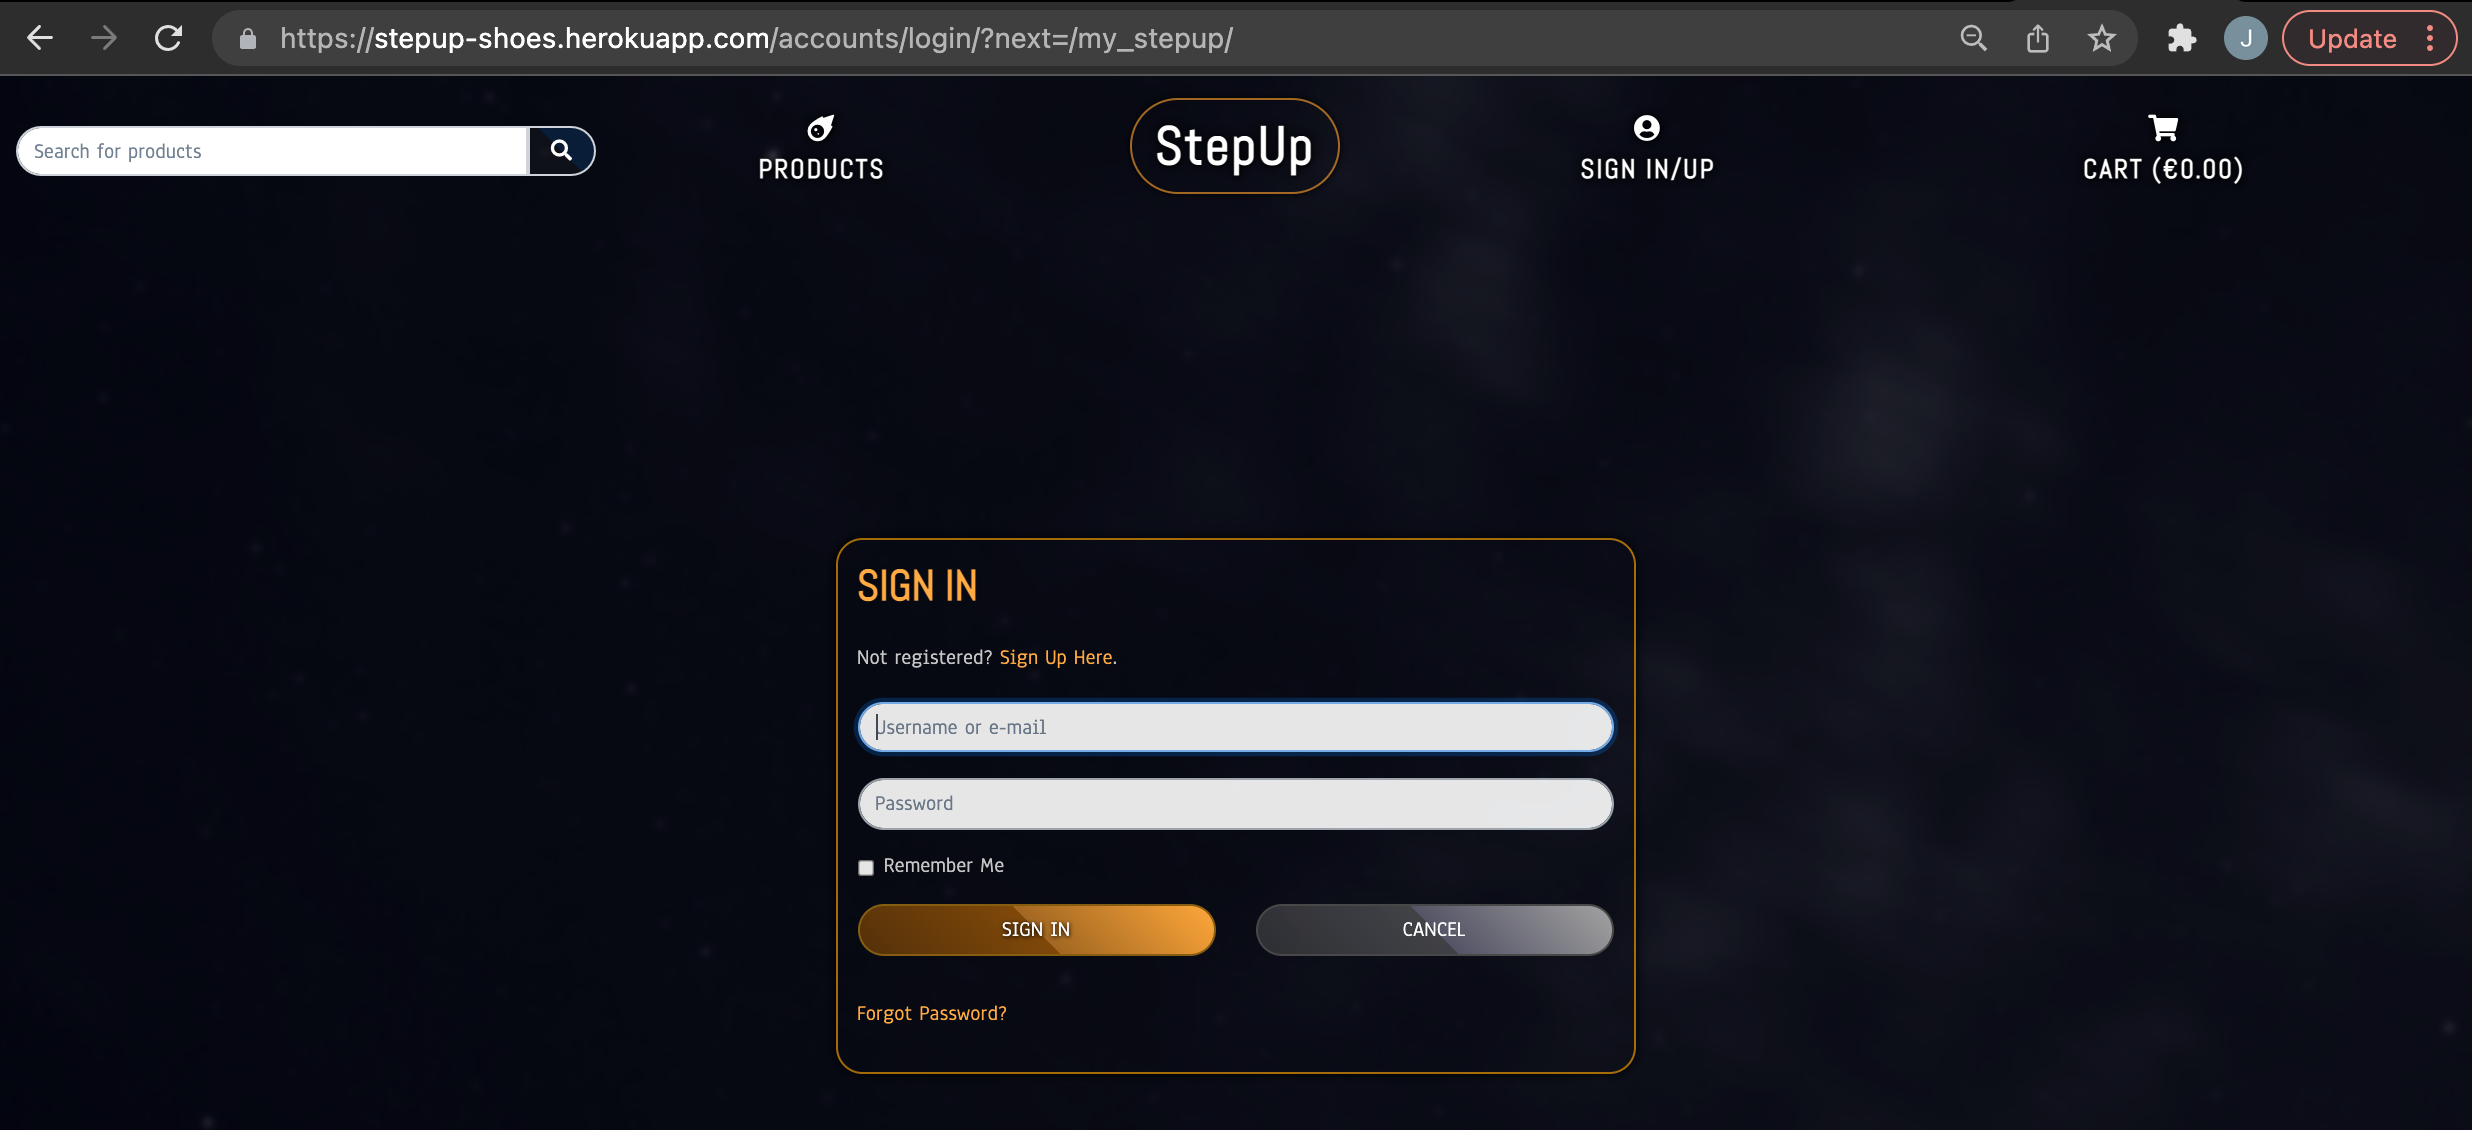 https://stepup-shoes.herokuapp.com/accounts/login/?next=/my_stepup/
J
Update
Search for products
PRODUCTS
StepUp
SIGN IN/UP
CART (€0.00)
SIGN IN
Not registered? Sign Up Here.
Username or e-mail
Password
Remember Me
SIGN IN
CANCEL
Forgot Password?